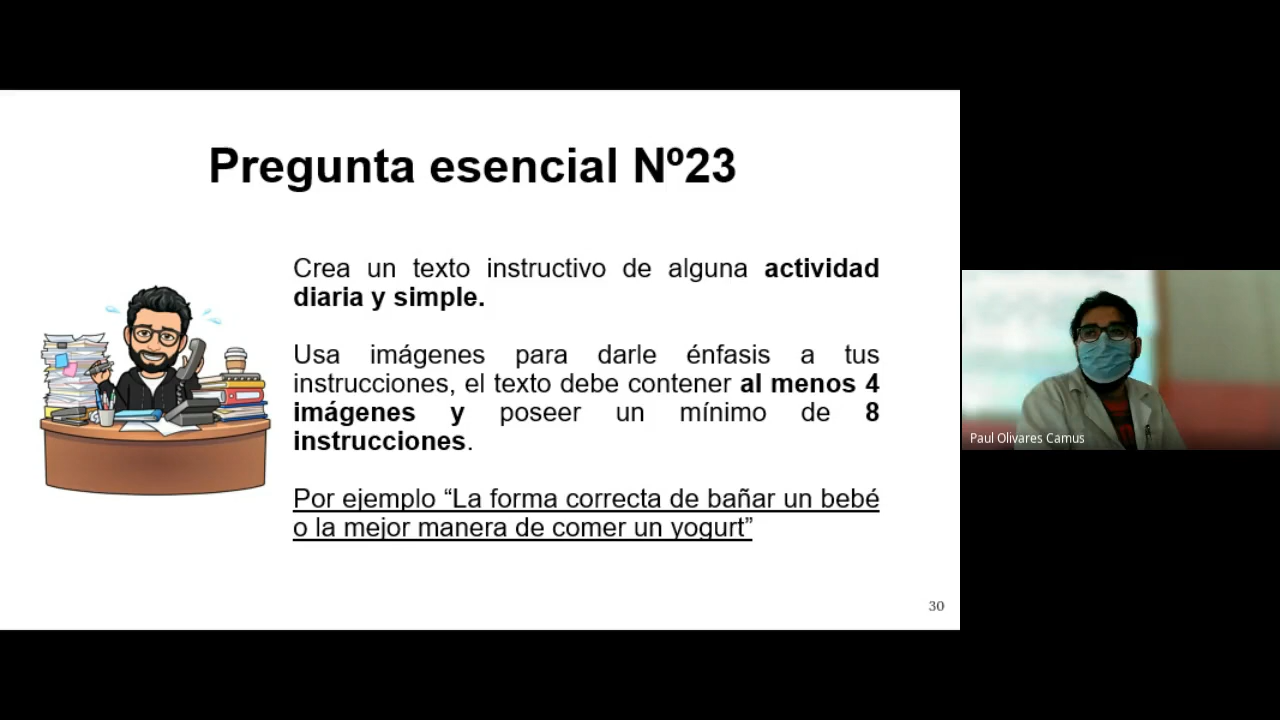 Pregunta esencial Nº23
Crea un texto instructivo de alguna actividad
diaria y simple.
Usa imágenes para darle énfasis a tus
instrucciones, el texto debe contener al menos 4
imágenes y poseer un mínimo de 8
instrucciones.
Por ejemplo “La forma correcta de bañar un bebé
o la mejor manera de comer un yogurt”
30
Paul Olivares Camus